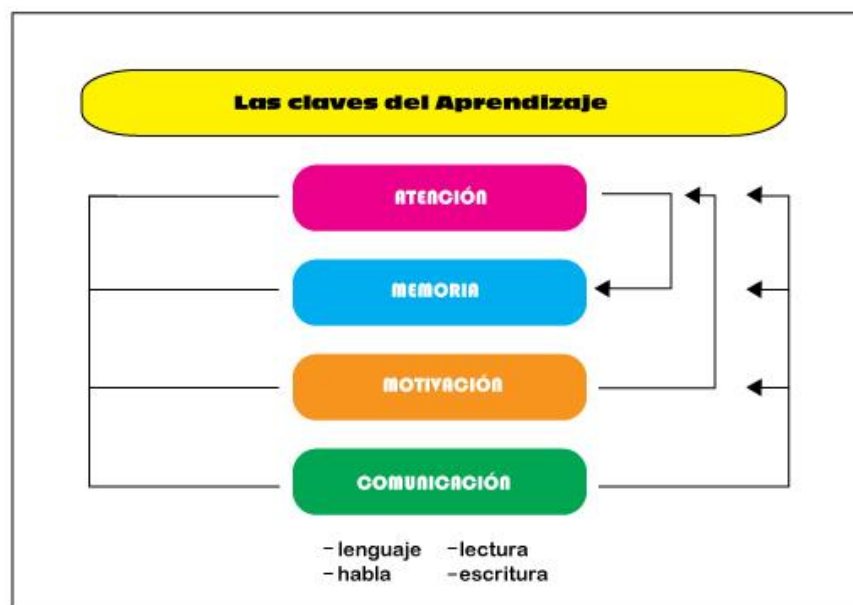 Las claves del Aprendizaje
ATENCIÓN
MEMORIA
MOTIVACIÓN
COMUNICACIÓN
– lenguaje – lectura
– habla – escritura